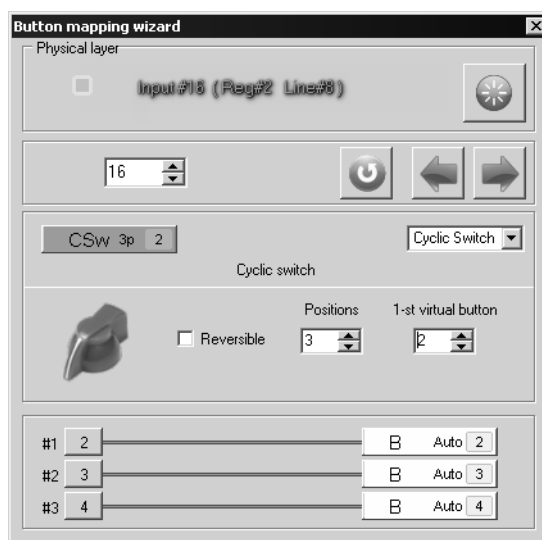 Button mapping wizard
Physical layer
Input#16 (Reg#2 Line#8)
16
CSw 3p 2
Cyclic Switch
Cyclic switch
Positions 1-st virtual button
Reversible 3 2
#1 2 B Auto 2
#2 3 B Auto 3
#3 4 B Auto 4